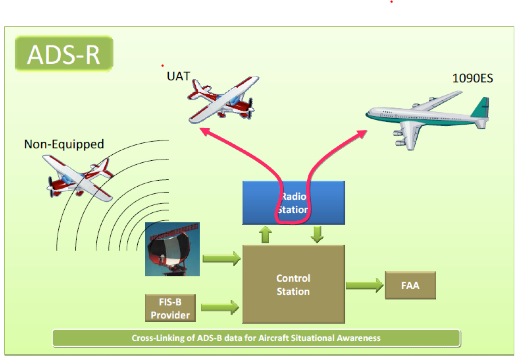 ADS-R
UAT
1090ES
Non-Equipped
Radio
Station
Control
Station
FAA
FIS-B
Provider
Cross-Linking of ADS-B data for Aircraft Situational Awareness